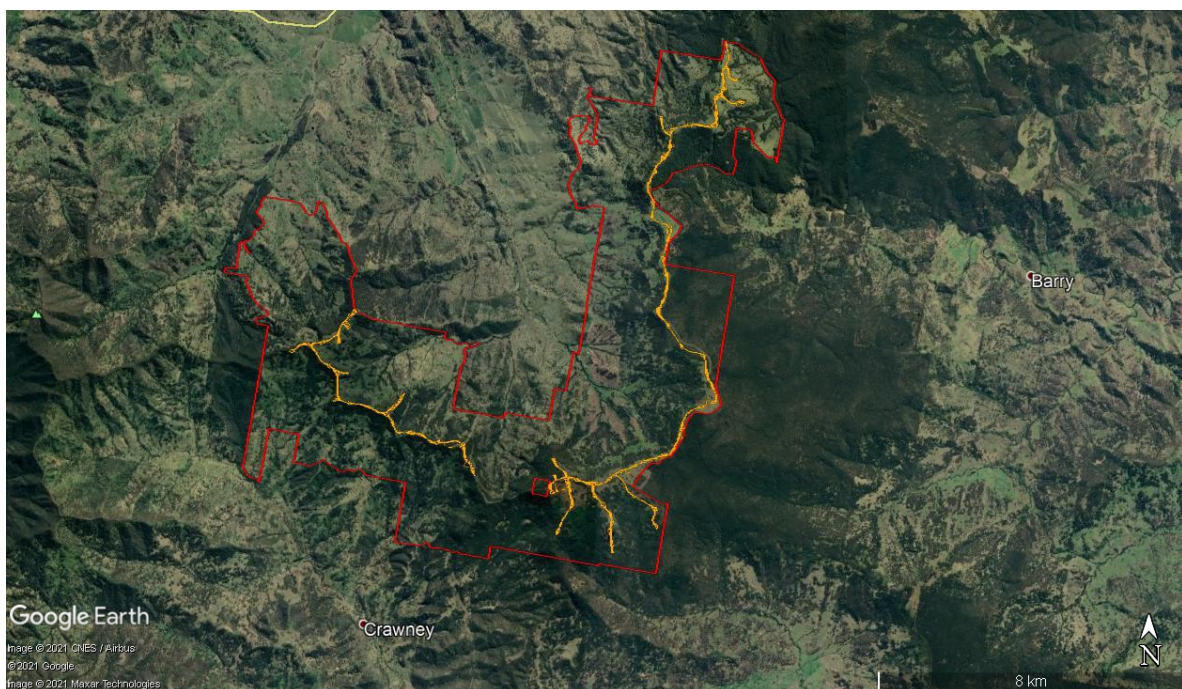 Barry
Google Earth
Crawney
Image © 2021 CNES / Airbus
© 2021 Google
Image © 2021 Maxar Technologies
N
8 km